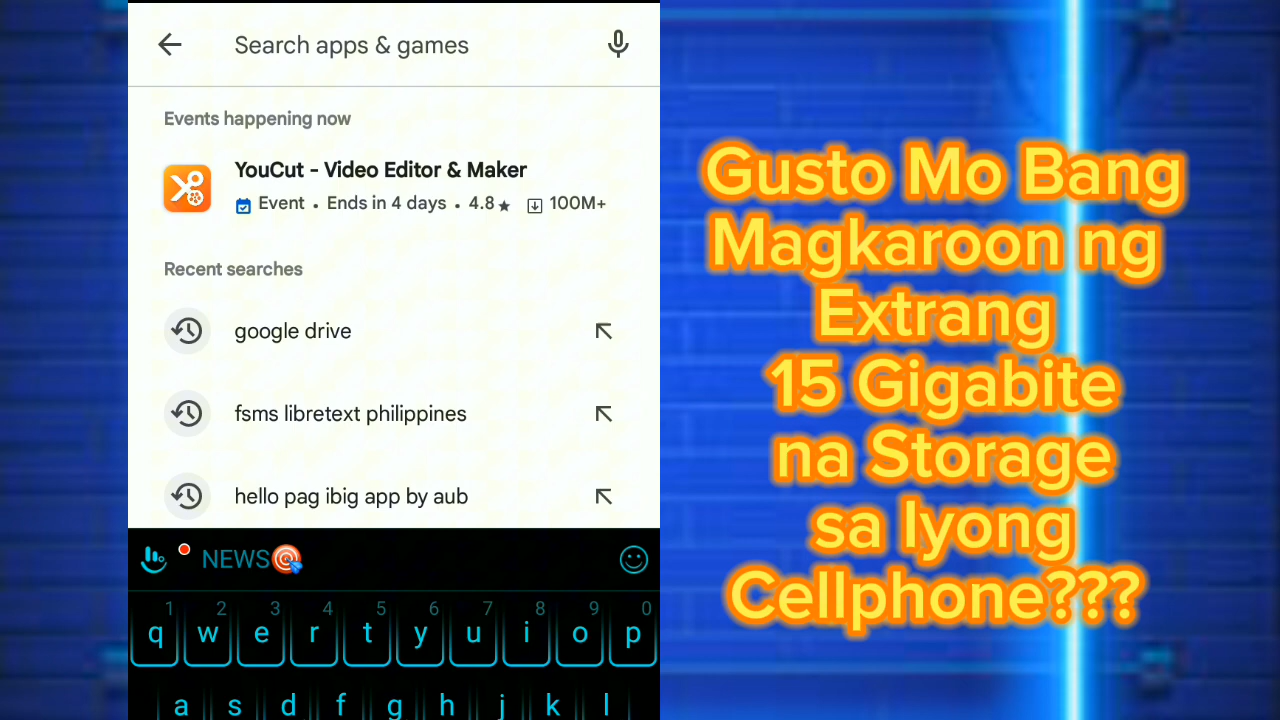 Search apps & games
Events happening now
YouCut - Video Editor & Maker
Event • Ends in 4 days • 4.8★ 100M+
Recent searches
google drive
fsms libretext philippines
hello pag ibig app by aub
NEWS
1 2 3 4 5 6 7 8 9 0
q w e r t y u i o p
a s d f g h j k l
Gusto Mo Bang
Magkaroon ng
Extrang
15 Gigabite
na Storage
sa Iyong
Cellphone???